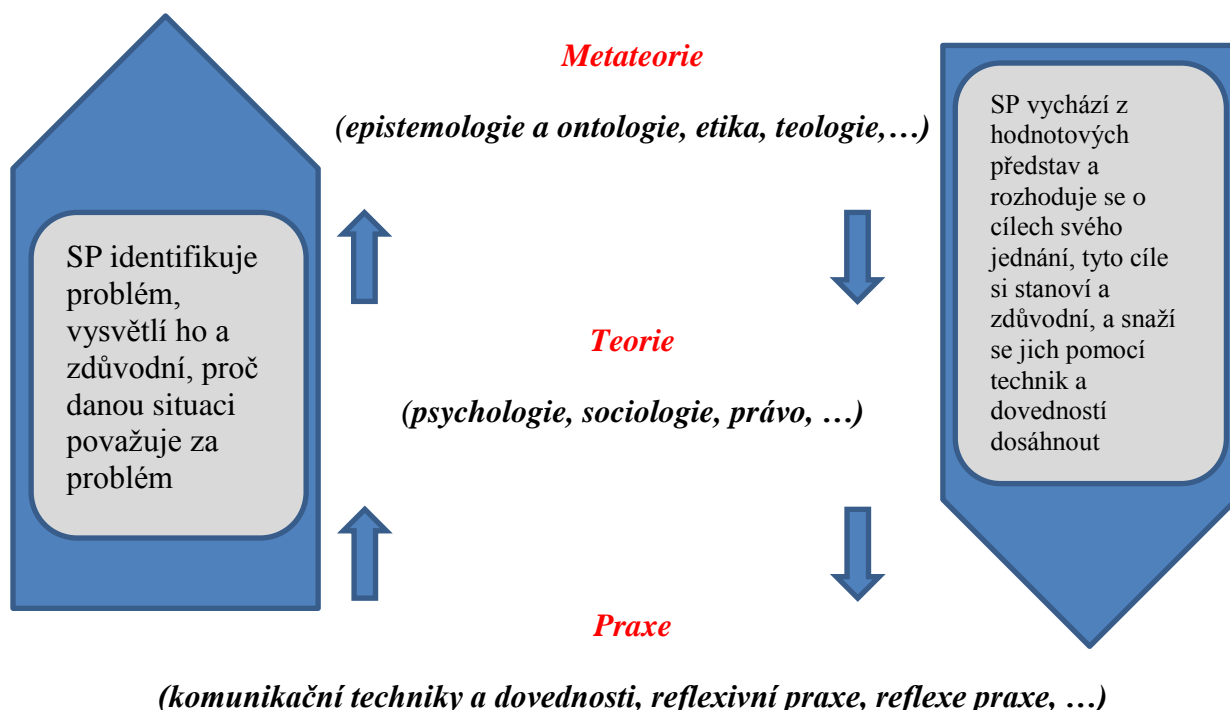 Metateorie
(epistemologie a ontologie, etika, teologie,…)
SP identifikuje
problém,
vysvětlí ho a
zdůvodní, proč
danou situaci
považuje za
problém
SP vychází z
hodnotových
představ a
rozhoduje se o
cílech svého
jednání, tyto cíle
si stanoví a
zdůvodní, a snaží
se jich pomocí
technik a
dovedností
dosáhnout
Teorie
(psychologie, sociologie, právo, …)
Praxe
(komunikační techniky a dovednosti, reflexivní praxe, reflexe praxe, …)